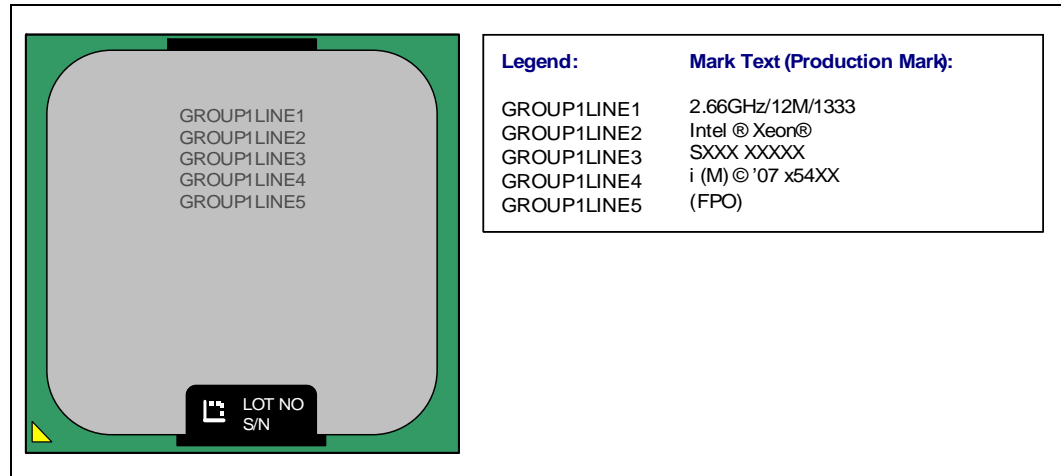 GROUP1LINE1
GROUP1LINE2
GROUP1LINE3
GROUP1LINE4
GROUP1LINE5
LOT NO
S/N
Legend: Mark Text (Production Mark):
GROUP1LINE1 2.66GHz/12M/1333
GROUP1LINE2 Intel ® Xeon®
GROUP1LINE3 SXXX XXXXX
GROUP1LINE4 i (M) © '07 x54XX
GROUP1LINE5 (FPO)